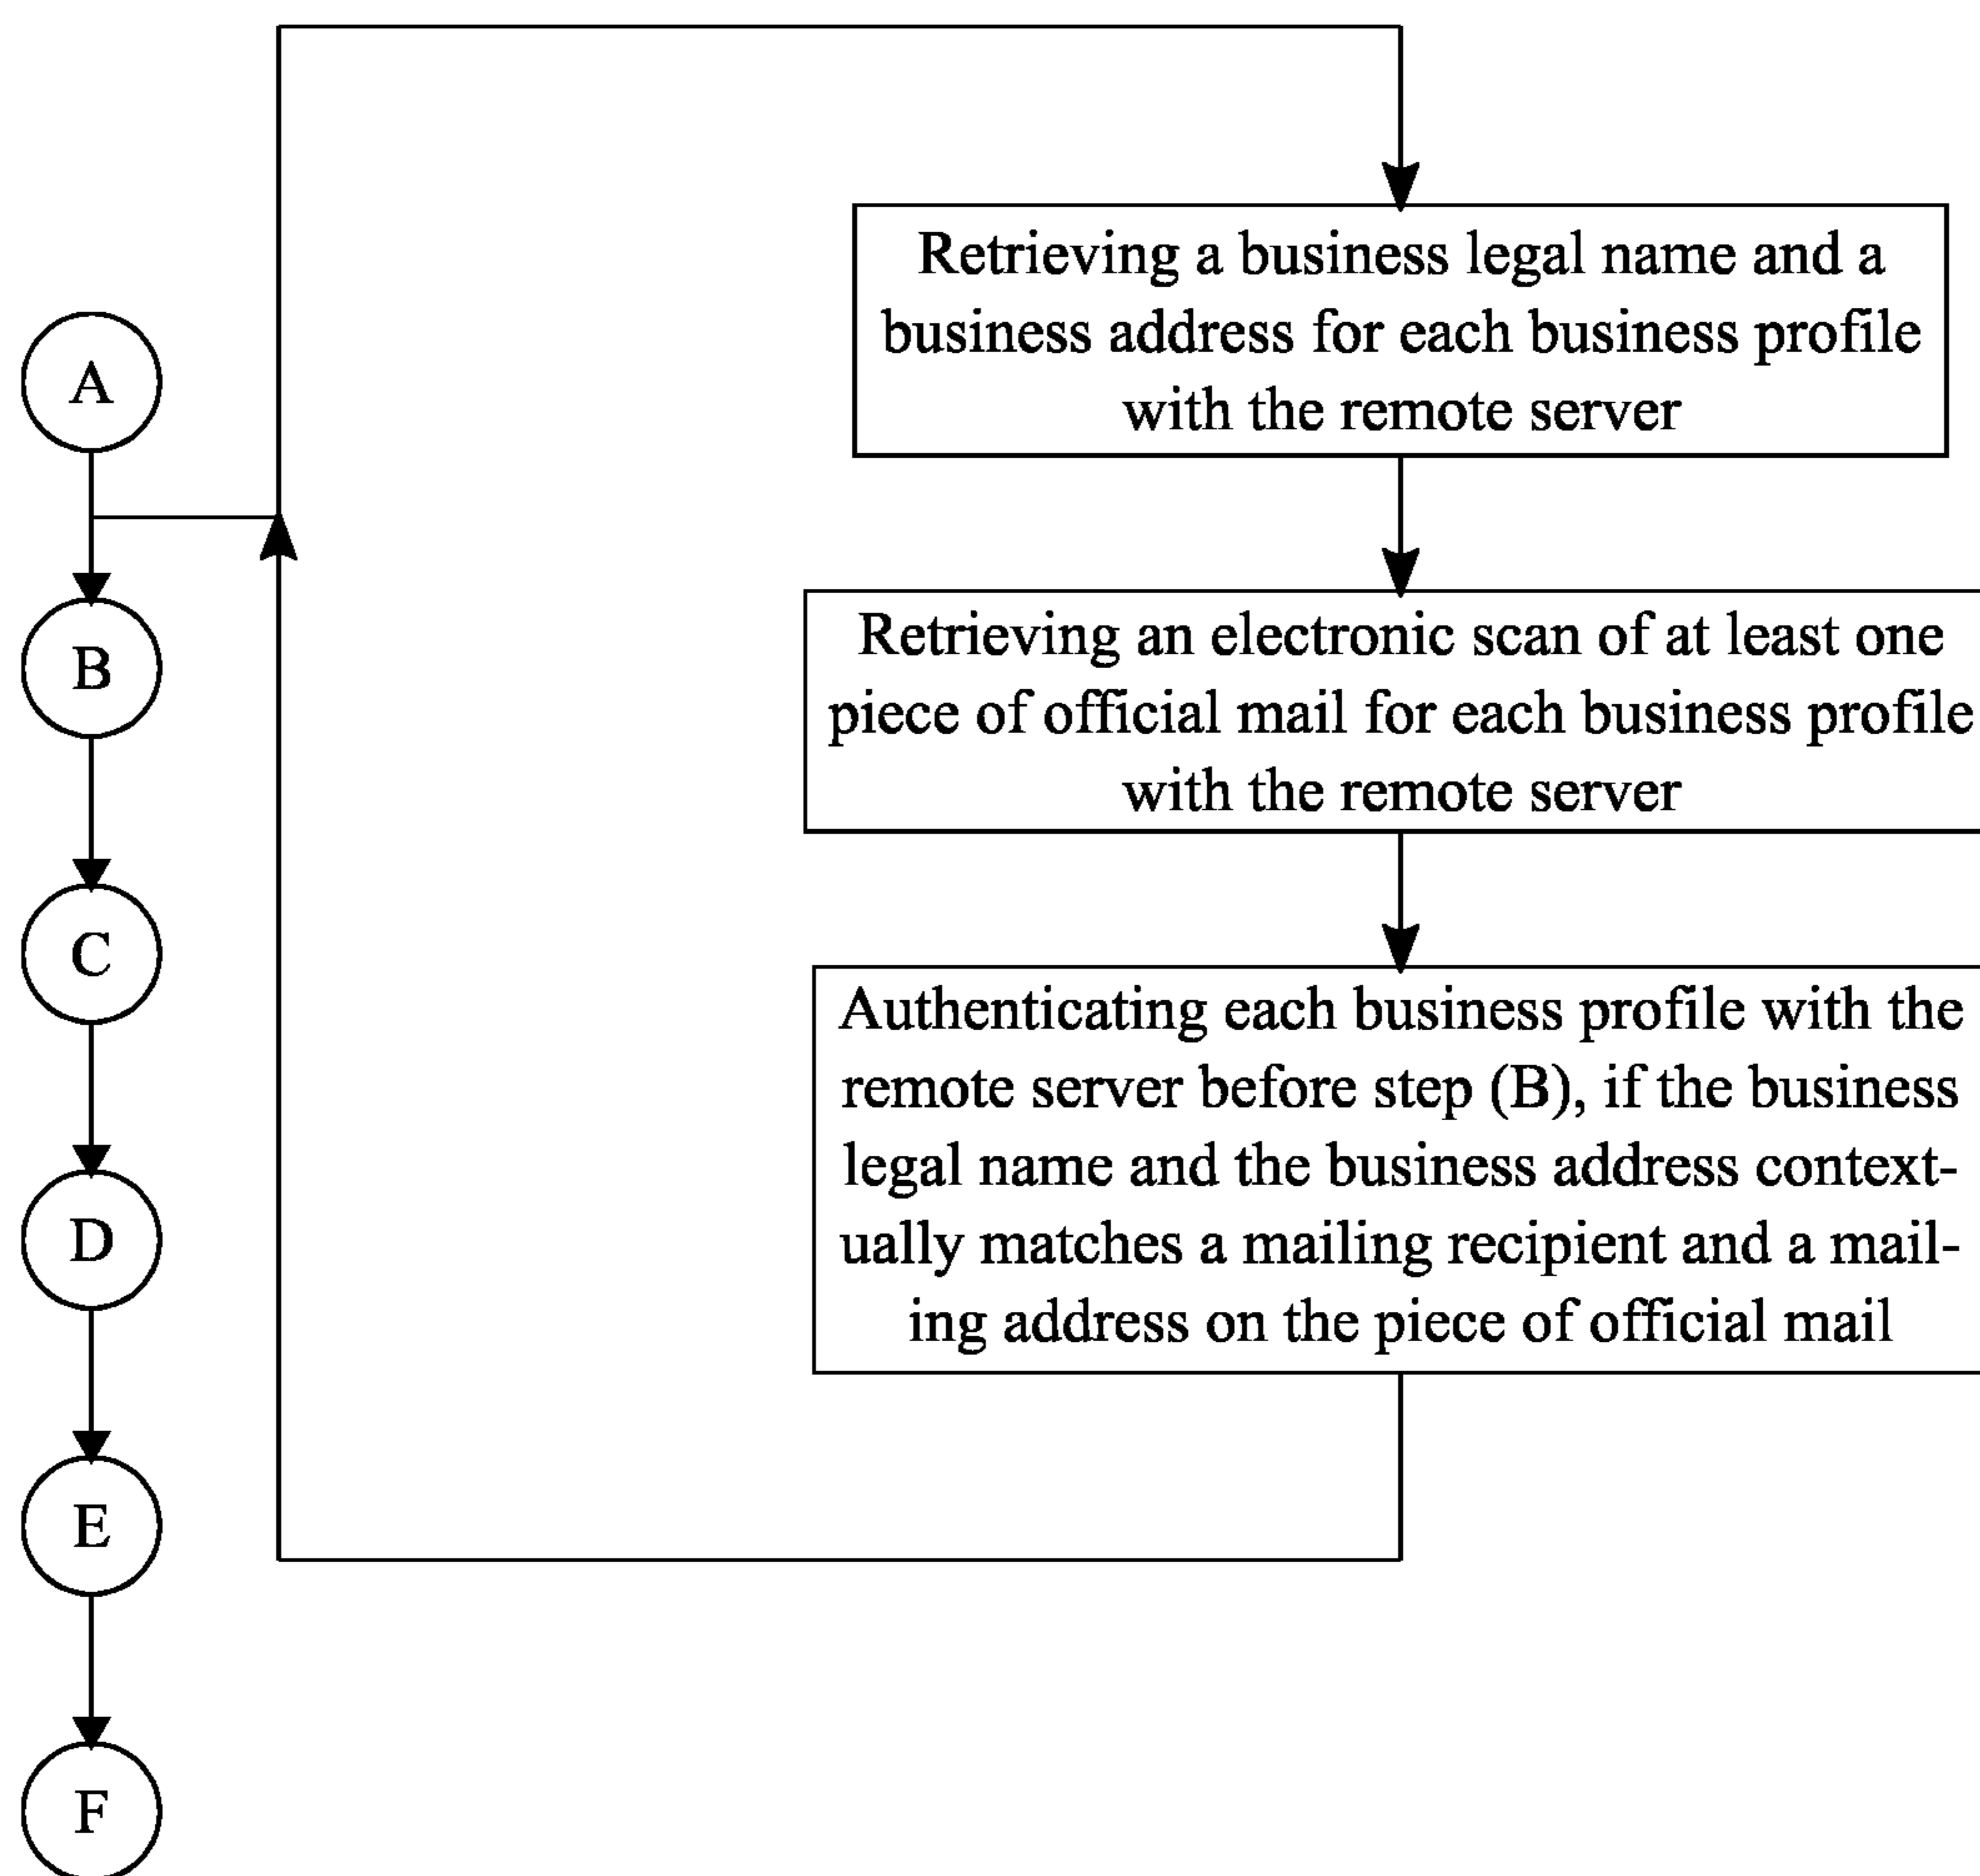 A
B
C
D
E
F
Retrieving a business legal name and a
business address for each business profile
with the remote server
Retrieving an electronic scan of at least one
piece of official mail for each business profile
with the remote server
Authenticating each business profile with the
remote server before step (B), if the business
legal name and the business address context-
ually matches a mailing recipient and a mail-
ing address on the piece of official mail